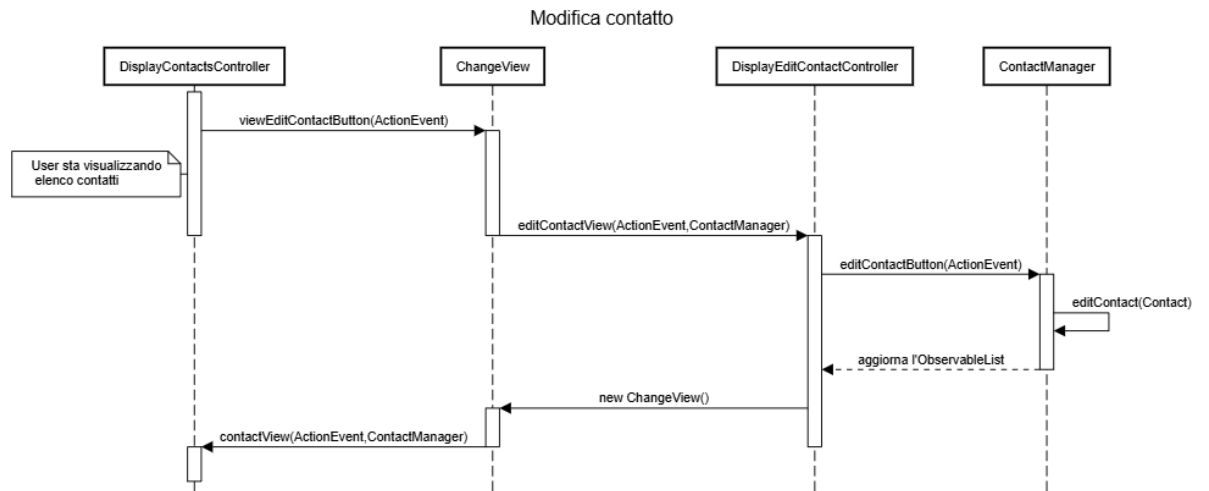 Modifica contatto
DisplayContactsController
ChangeView
DisplayEditContactController
ContactManager
viewEditContactButton(ActionEvent)
User sta visualizzando
elenco contatti
editContactView(ActionEvent,ContactManager)
editContactButton(ActionEvent)
editContact(Contact)
aggiorna l'ObservableList
new ChangeView()
contactView(ActionEvent,ContactManager)